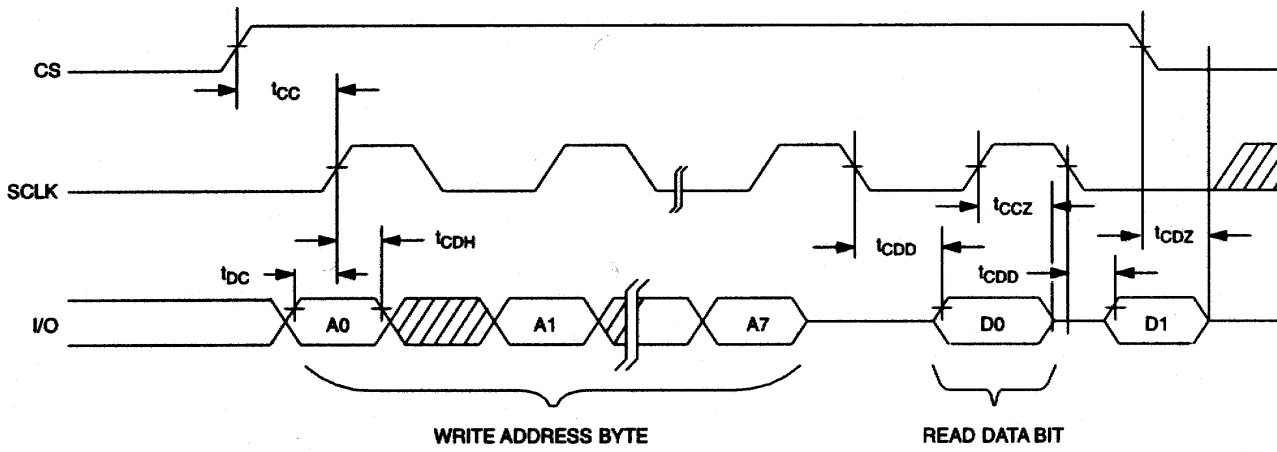 CS
tCC
SCLK
tCCZ
tCDH
tCDD
tCDZ
tDC
tCDD
I/O
A0
A1
A7
D0
D1
WRITE ADDRESS BYTE
READ DATA BIT